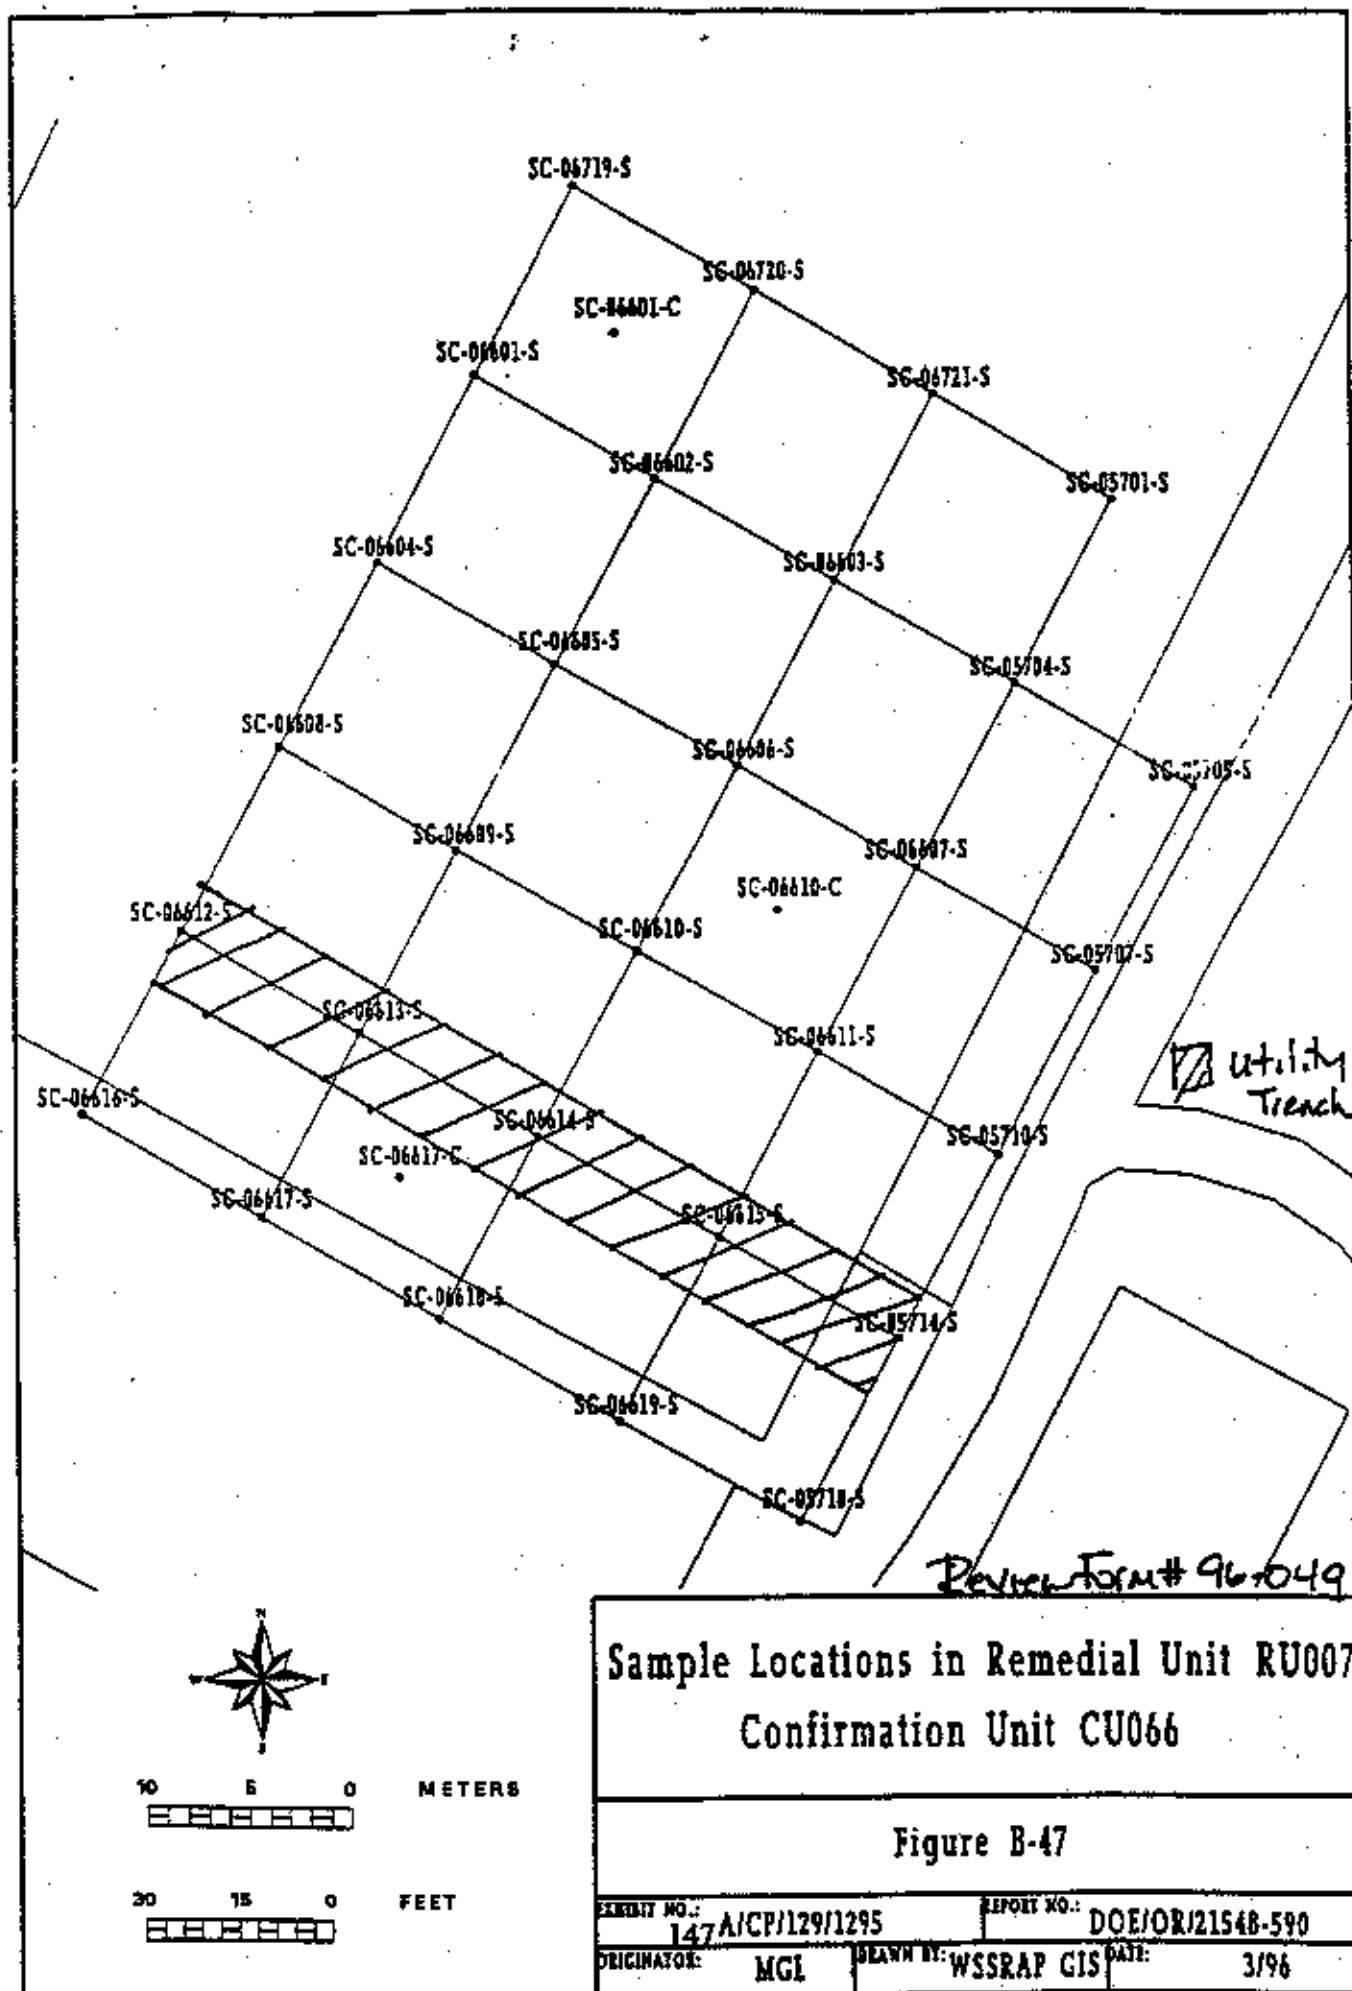 SC-06719-S
SC-06720-S
SC-06601-C
SC-06601-S
SC-06721-S
SC-06602-S
SC-05701-S
SC-06604-S
SC-06603-S
SC-06605-S
SC-05704-S
SC-06608-S
SC-06606-S
SC-05705-S
SC-06609-S
SC-06607-S
SC-06610-C
SC-06612-S
SC-06610-S
SC-05707-S
SC-06613-S
SC-06611-S
Utility
Trench
SC-06616-S
SC-06614-S
SC-05710-S
SC-06617-C
SC-06617-S
SC-06615-S
SC-06618-S
SC-05714-S
SC-06619-S
SC-05718-S
Review Form # 96-049
N
W E
S
Sample Locations in Remedial Unit RU007
Confirmation Unit CU066
10 5 0 METERS
Figure B-47
30 15 0 FEET
EXHIBIT NO.: 147 A/CP/129/1295
REPORT NO.: DOE/OR/21548-590
ORIGINATOR: MGL
DRAWN BY: WSSRAP GIS
DATE: 3/96